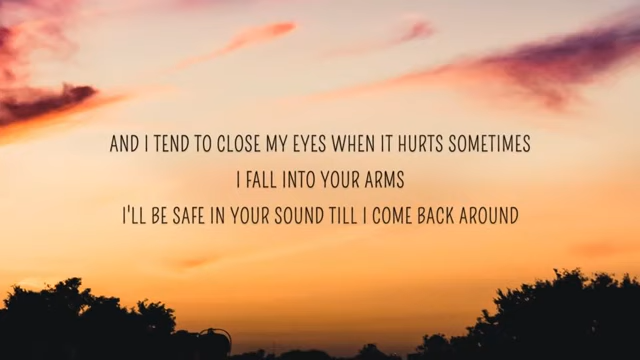 AND I TEND TO CLOSE MY EYES WHEN IT HURTS SOMETIMES
I FALL INTO YOUR ARMS
I'LL BE SAFE IN YOUR SOUND TILL I COME BACK AROUND